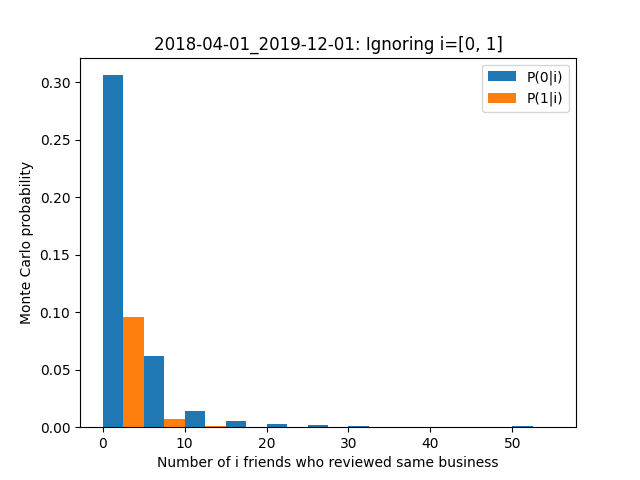 2018-04-01_2019-12-01: Ignoring i=[0, 1]
P(0|i)
P(1|i)
Monte Carlo probability
0.30
0.25
0.20
0.15
0.10
0.05
0.00
0 10 20 30 40 50
Number of i friends who reviewed same business